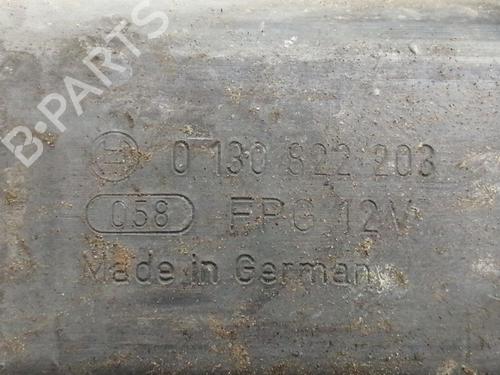 B-PARTS
0 130 822 203
058 FPG 12V
Made in Germany